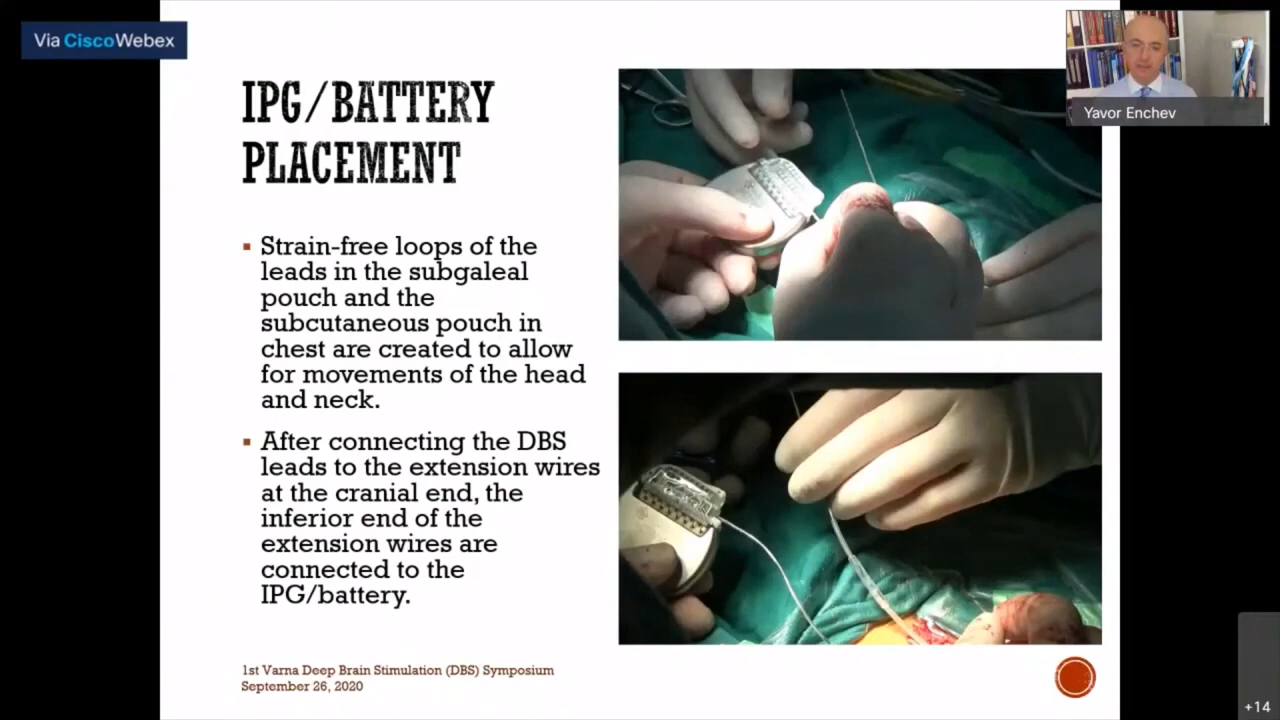 Via Cisco Webex
IPG/BATTERY
PLACEMENT
Yavor Enchev
▪ Strain-free loops of the
leads in the subgaleal
pouch and the
subcutaneous pouch in
chest are created to allow
for movements of the head
and neck.
▪ After connecting the DBS
leads to the extension wires
at the cranial end, the
inferior end of the
extension wires are
connected to the
IPG/battery.
1st Varna Deep Brain Stimulation (DBS) Symposium
September 26, 2020
+14